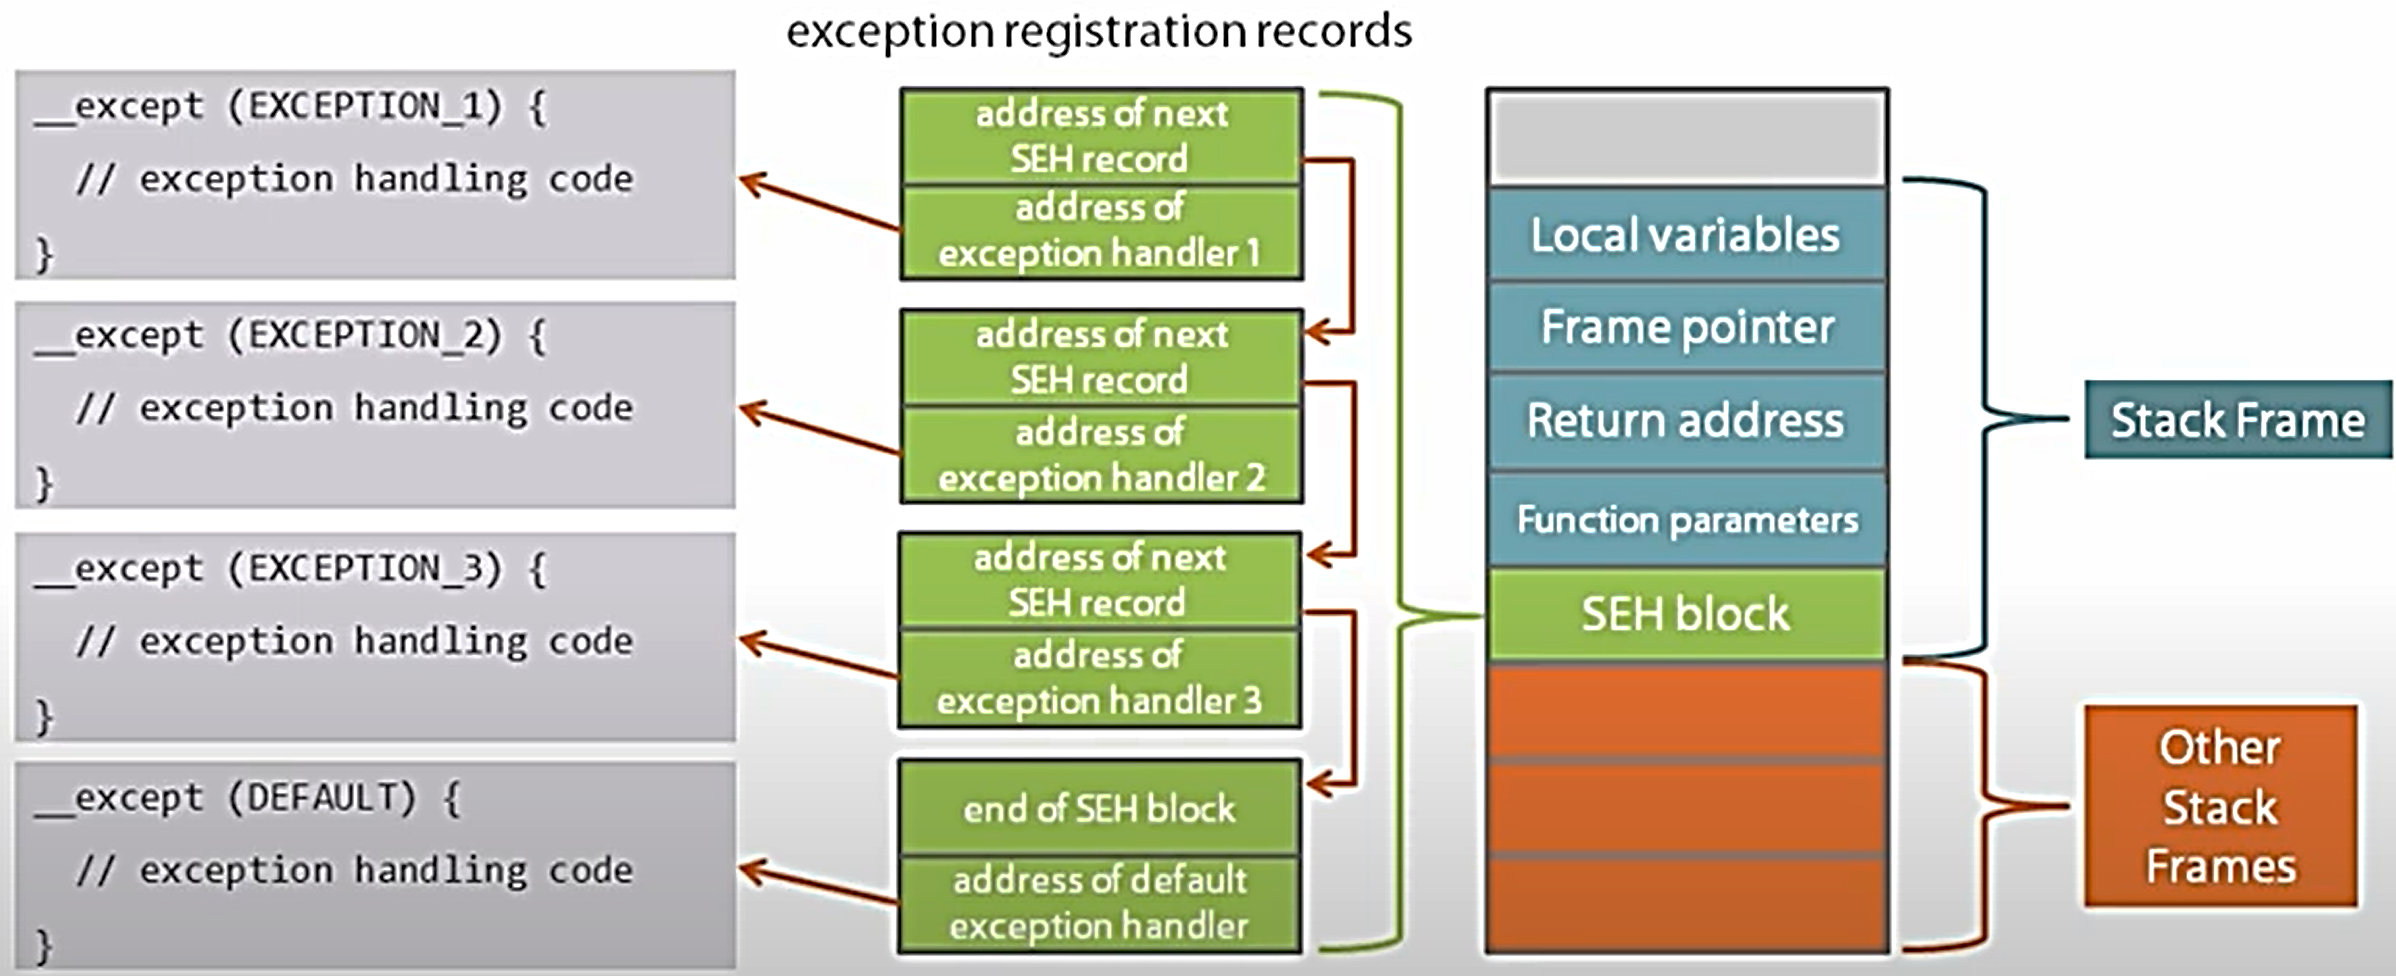 exception registration records
__except (EXCEPTION_1) {
// exception handling code
}
__except (EXCEPTION_2) {
// exception handling code
}
__except (EXCEPTION_3) {
// exception handling code
}
__except (DEFAULT) {
// exception handling code
}
address of next
SEH record
address of
exception handler 1
address of next
SEH record
address of
exception handler 2
address of next
SEH record
address of
exception handler 3
end of SEH block
address of default
exception handler
Local variables
Frame pointer
Return address
Function parameters
SEH block
Stack Frame
Other
Stack
Frames